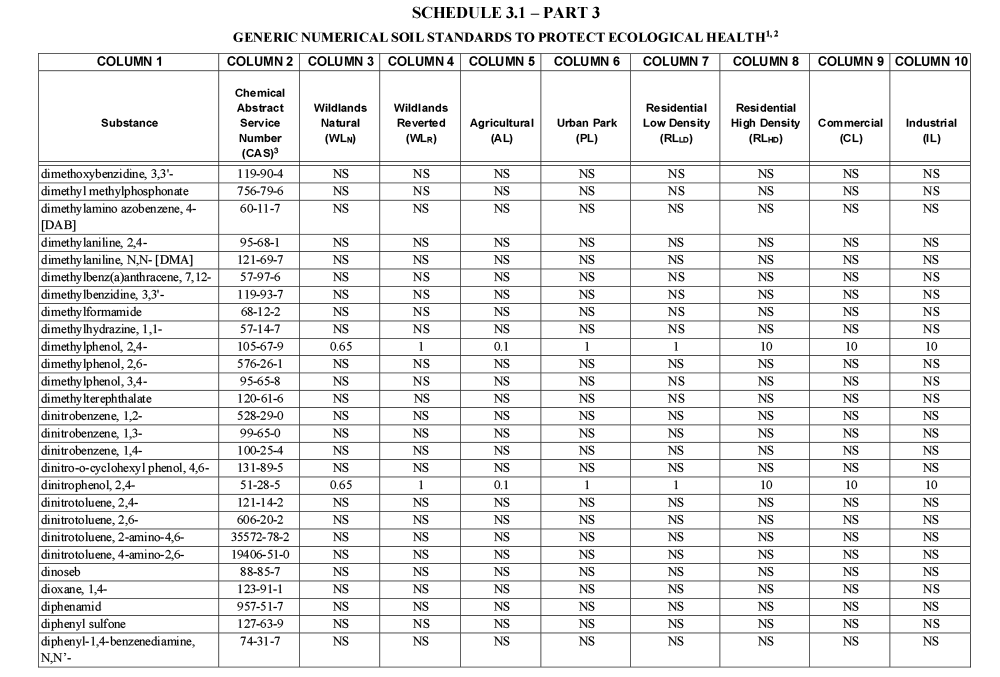 SCHEDULE 3.1 – PART 3
GENERIC NUMERICAL SOIL STANDARDS TO PROTECT ECOLOGICAL HEALTH1, 2
COLUMN 1 COLUMN 2 COLUMN 3 COLUMN 4 COLUMN 5 COLUMN 6 COLUMN 7 COLUMN 8 COLUMN 9 COLUMN 10
Substance Chemical Abstract Service Number (CAS)3 Wildlands Natural (WLN) Wildlands Reverted (WLR) Agricultural (AL) Urban Park (PL) Residential Low Density (RLLD) Residential High Density (RLHD) Commercial (CL) Industrial (IL)
dimethoxybenzidine, 3,3'- 119-90-4 NS NS NS NS NS NS NS NS
dimethyl methylphosphonate 756-79-6 NS NS NS NS NS NS NS NS
dimethylamino azobenzene, 4- 60-11-7 NS NS NS NS NS NS NS NS
[DAB]
dimethylaniline, 2,4- 95-68-1 NS NS NS NS NS NS NS NS
dimethylaniline, N,N- [DMA] 121-69-7 NS NS NS NS NS NS NS NS
dimethylbenz(a)anthracene, 7,12- 57-97-6 NS NS NS NS NS NS NS NS
dimethylbenzidine, 3,3'- 119-93-7 NS NS NS NS NS NS NS NS
dimethylformamide 68-12-2 NS NS NS NS NS NS NS NS
dimethylhydrazine, 1,1- 57-14-7 NS NS NS NS NS NS NS NS
dimethylphenol, 2,4- 105-67-9 0.65 1 0.1 1 1 10 10 10
dimethylphenol, 2,6- 576-26-1 NS NS NS NS NS NS NS NS
dimethylphenol, 3,4- 95-65-8 NS NS NS NS NS NS NS NS
dimethylterephthalate 120-61-6 NS NS NS NS NS NS NS NS
dinitrobenzene, 1,2- 528-29-0 NS NS NS NS NS NS NS NS
dinitrobenzene, 1,3- 99-65-0 NS NS NS NS NS NS NS NS
dinitrobenzene, 1,4- 100-25-4 NS NS NS NS NS NS NS NS
dinitro-o-cyclohexyl phenol, 4,6- 131-89-5 NS NS NS NS NS NS NS NS
dinitrophenol, 2,4- 51-28-5 0.65 1 0.1 1 1 10 10 10
dinitrotoluene, 2,4- 121-14-2 NS NS NS NS NS NS NS NS
dinitrotoluene, 2,6- 606-20-2 NS NS NS NS NS NS NS NS
dinitrotoluene, 2-amino-4,6- 35572-78-2 NS NS NS NS NS NS NS NS
dinitrotoluene, 4-amino-2,6- 19406-51-0 NS NS NS NS NS NS NS NS
dinoseb 88-85-7 NS NS NS NS NS NS NS NS
dioxane, 1,4- 123-91-1 NS NS NS NS NS NS NS NS
diphenamid 957-51-7 NS NS NS NS NS NS NS NS
diphenyl sulfone 127-63-9 NS NS NS NS NS NS NS NS
diphenyl-1,4-benzenediamine, 74-31-7 NS NS NS NS NS NS NS NS
N,N’-